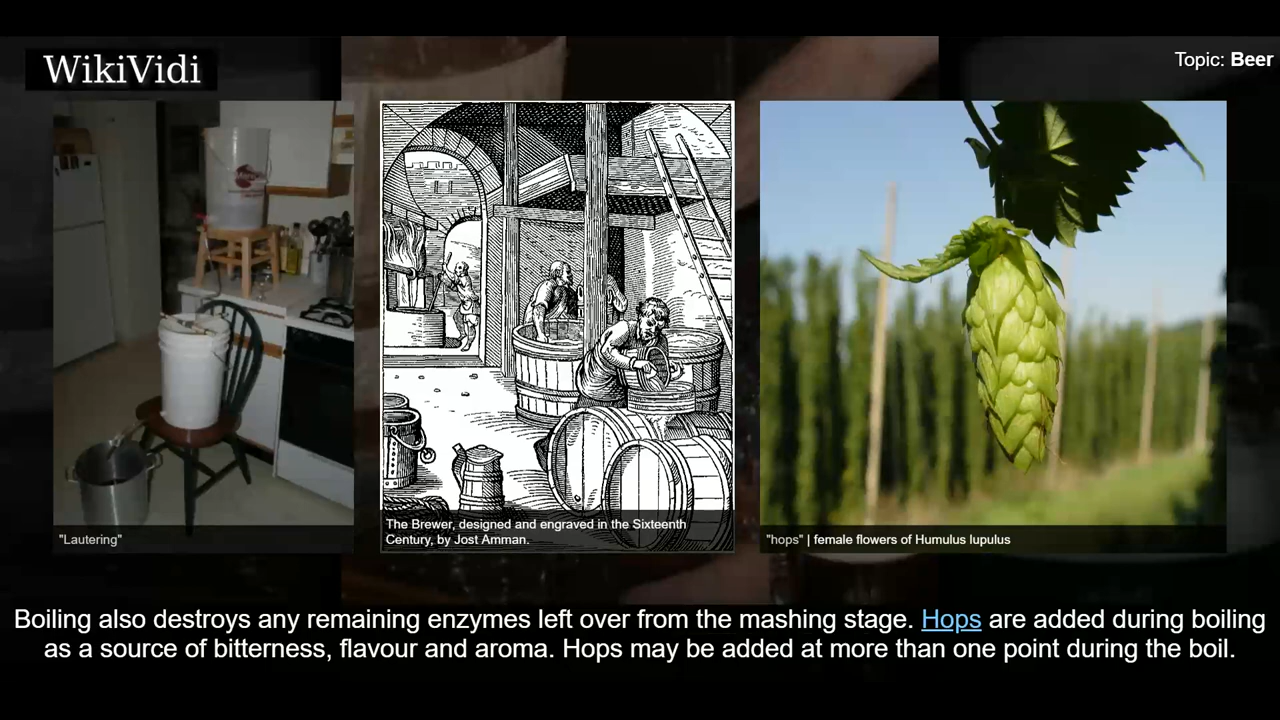 WikiVidi
Topic: Beer
"Lautering"
The Brewer, designed and engraved in the Sixteenth
Century, by Jost Amman.
"hops" | female flowers of Humulus lupulus
Boiling also destroys any remaining enzymes left over from the mashing stage. Hops are added during boiling
as a source of bitterness, flavour and aroma. Hops may be added at more than one point during the boil.